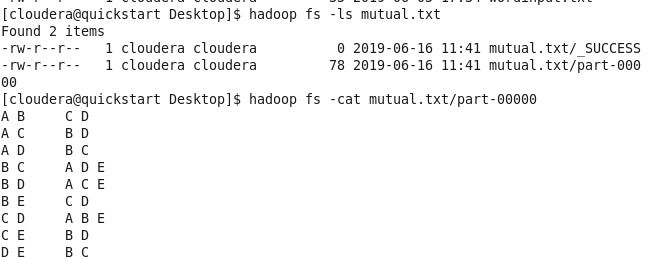 [cloudera@quickstart Desktop]$ hadoop fs -ls mutual.txt
Found 2 items
-rw-r--r--   1 cloudera cloudera         0 2019-06-16 11:41 mutual.txt/_SUCCESS
-rw-r--r--   1 cloudera cloudera        78 2019-06-16 11:41 mutual.txt/part-000
00
[cloudera@quickstart Desktop]$ hadoop fs -cat mutual.txt/part-00000
A B     C D
A C     B D
A D     B C
B C     A D E
B D     A C E
B E     C D
C D     A B E
C E     B D
D E     B C